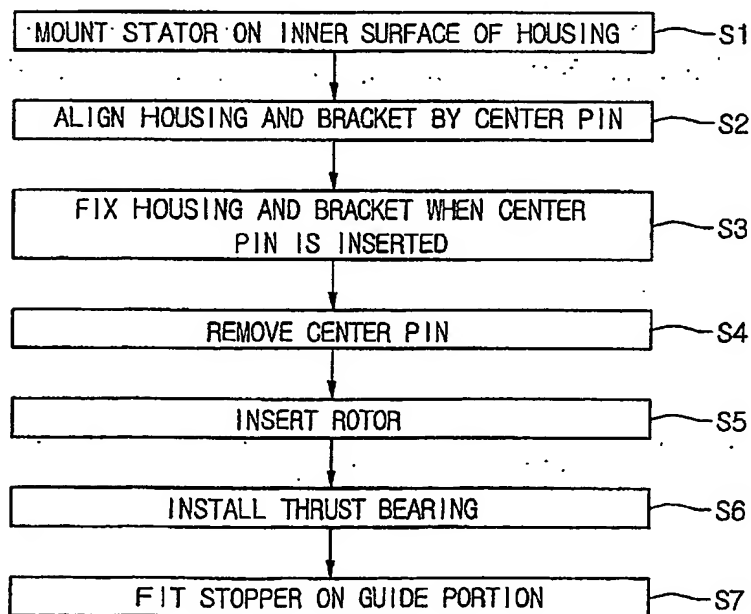 MOUNT STATOR ON INNER SURFACE OF HOUSING
S1
ALIGN HOUSING AND BRACKET BY CENTER PIN
S2
FIX HOUSING AND BRACKET WHEN CENTER
PIN IS INSERTED
S3
REMOVE CENTER PIN
S4
INSERT ROTOR
S5
INSTALL THRUST BEARING
S6
FIT STOPPER ON GUIDE PORTION
S7